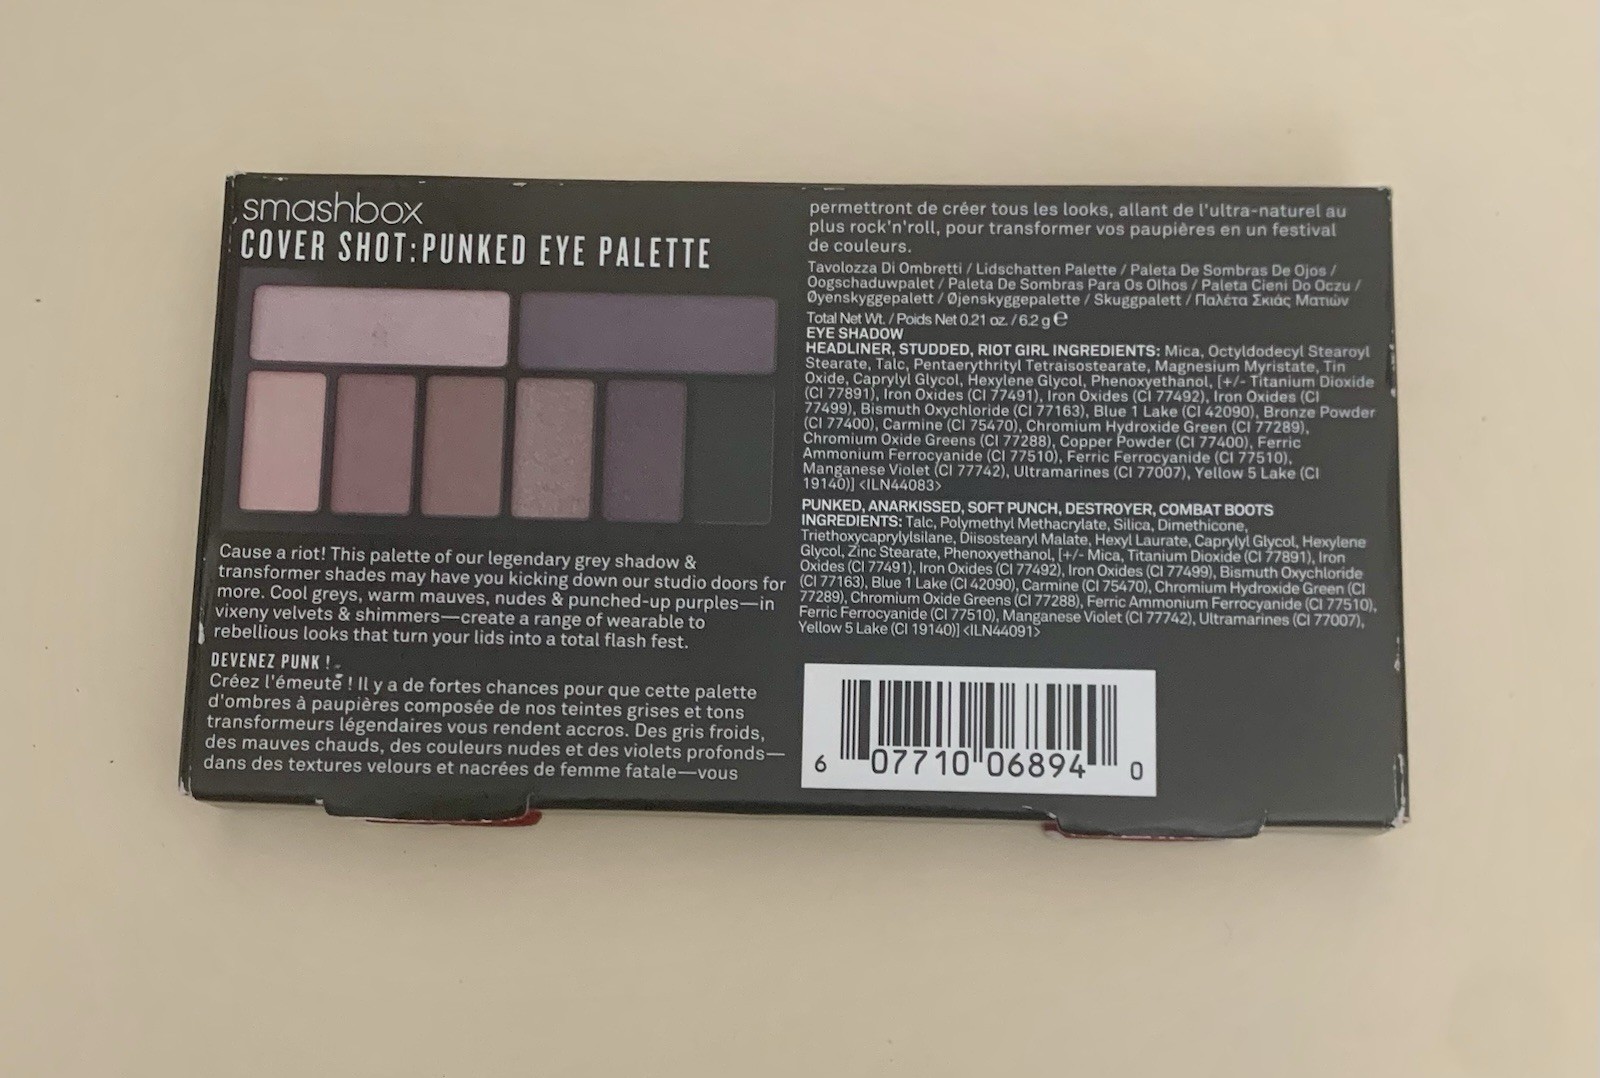 smashbox
COVER SHOT:PUNKED EYE PALETTE
Cause a riot! This palette of our legendary grey shadow &
transformer shades may have you kicking down our studio doors for
more. Cool greys, warm mauves, nudes & punched-up purples—in
vixeny velvets & shimmers—create a range of wearable to
rebellious looks that turn your lids into a total flash fest.
DEVENEZ PUNK !
Créez l'émeute ! Il y a de fortes chances pour que cette palette
d'ombres à paupières composée de nos teintes grises et tons
transformeurs légendaires vous rendent accros. Des gris froids,
des mauves chauds, des couleurs nudes et des violets profonds—
dans des textures velours et nacrées de femme fatale—vous
permettront de créer tous les looks, allant de l'ultra-naturel au
plus rock'n'roll, pour transformer vos paupières en un festival
de couleurs.
Tavolozza Di Ombretti / Lidschatten Palette / Paleta De Sombras De Ojos /
Oogschaduwpalet / Paleta De Sombras Para Os Olhos / Paleta Cieni Do Oczu /
Øyenskyggepalett / Øjenskyggepalette / Skuggpalett / Παλέτα Σκιάς Ματιών
Total Net Wt. / Poids Net 0.21 oz. / 6.2 g ℮
EYE SHADOW
HEADLINER, STUDDED, RIOT GIRL INGREDIENTS: Mica, Octyldodecyl Stearoyl
Stearate, Talc, Pentaerythrityl Tetraisostearate, Magnesium Myristate, Tin
Oxide, Caprylyl Glycol, Hexylene Glycol, Phenoxyethanol, [+/- Titanium Dioxide
(CI 77891), Iron Oxides (CI 77491), Iron Oxides (CI 77492), Iron Oxides (CI
77499), Bismuth Oxychloride (CI 77163), Blue 1 Lake (CI 42090), Bronze Powder
(CI 77400), Carmine (CI 75470), Chromium Hydroxide Green (CI 77289),
Chromium Oxide Greens (CI 77288), Copper Powder (CI 77400), Ferric
Ammonium Ferrocyanide (CI 77510), Ferric Ferrocyanide (CI 77510),
Manganese Violet (CI 77742), Ultramarines (CI 77007), Yellow 5 Lake (CI
19140)] <ILN44083>
PUNKED, ANARKISSED, SOFT PUNCH, DESTROYER, COMBAT BOOTS
INGREDIENTS: Talc, Polymethyl Methacrylate, Silica, Dimethicone,
Triethoxycaprylylsilane, Diisostearyl Malate, Hexyl Laurate, Caprylyl Glycol, Hexylene
Glycol, Zinc Stearate, Phenoxyethanol, [+/- Mica, Titanium Dioxide (CI 77891), Iron
Oxides (CI 77491), Iron Oxides (CI 77492), Iron Oxides (CI 77499), Bismuth Oxychloride
(CI 77163), Blue 1 Lake (CI 42090), Carmine (CI 75470), Chromium Hydroxide Green (CI
77289), Chromium Oxide Greens (CI 77288), Ferric Ammonium Ferrocyanide (CI 77510),
Ferric Ferrocyanide (CI 77510), Manganese Violet (CI 77742), Ultramarines (CI 77007),
Yellow 5 Lake (CI 19140)] <ILN44091>
6 07710 06894 0